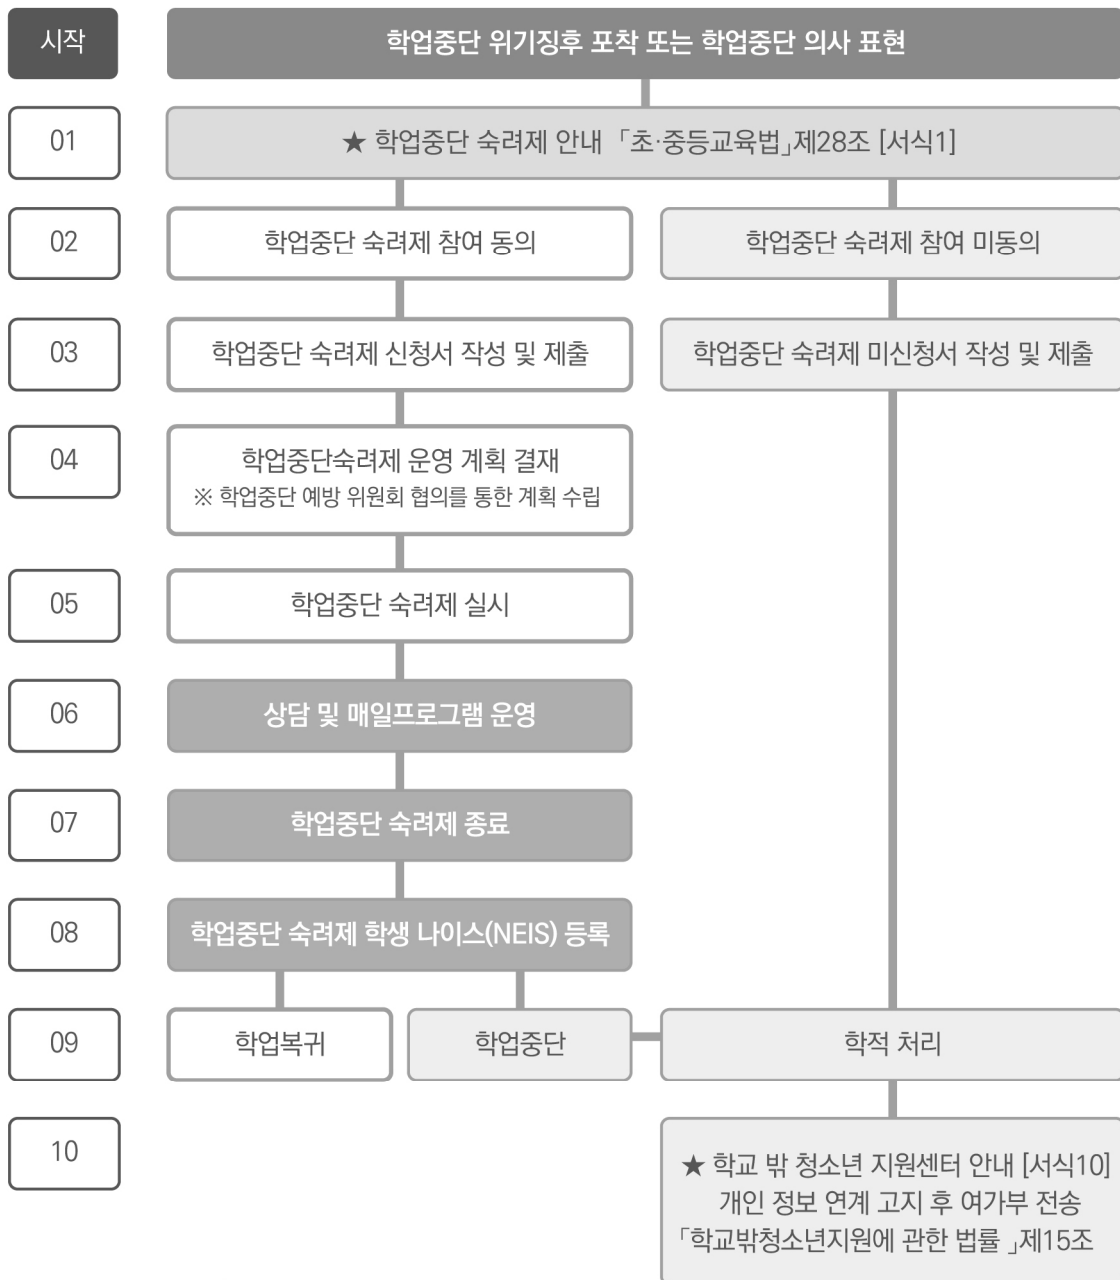 시작
학업중단 위기징후 포착 또는 학업중단 의사 표현
01
★ 학업중단 숙려제 안내 「초·중등교육법」제28조 [서식1]
02
학업중단 숙려제 참여 동의
학업중단 숙려제 참여 미동의
03
학업중단 숙려제 신청서 작성 및 제출
학업중단 숙려제 미신청서 작성 및 제출
04
학업중단숙려제 운영 계획 결재
※ 학업중단 예방 위원회 협의를 통한 계획 수립
05
학업중단 숙려제 실시
06
상담 및 매일프로그램 운영
07
학업중단 숙려제 종료
08
학업중단 숙려제 학생 나이스(NEIS) 등록
09
학업복귀
학업중단
학적 처리
10
★ 학교 밖 청소년 지원센터 안내 [서식10]
개인 정보 연계 고지 후 여가부 전송
「학교밖청소년지원에 관한 법률 」제15조